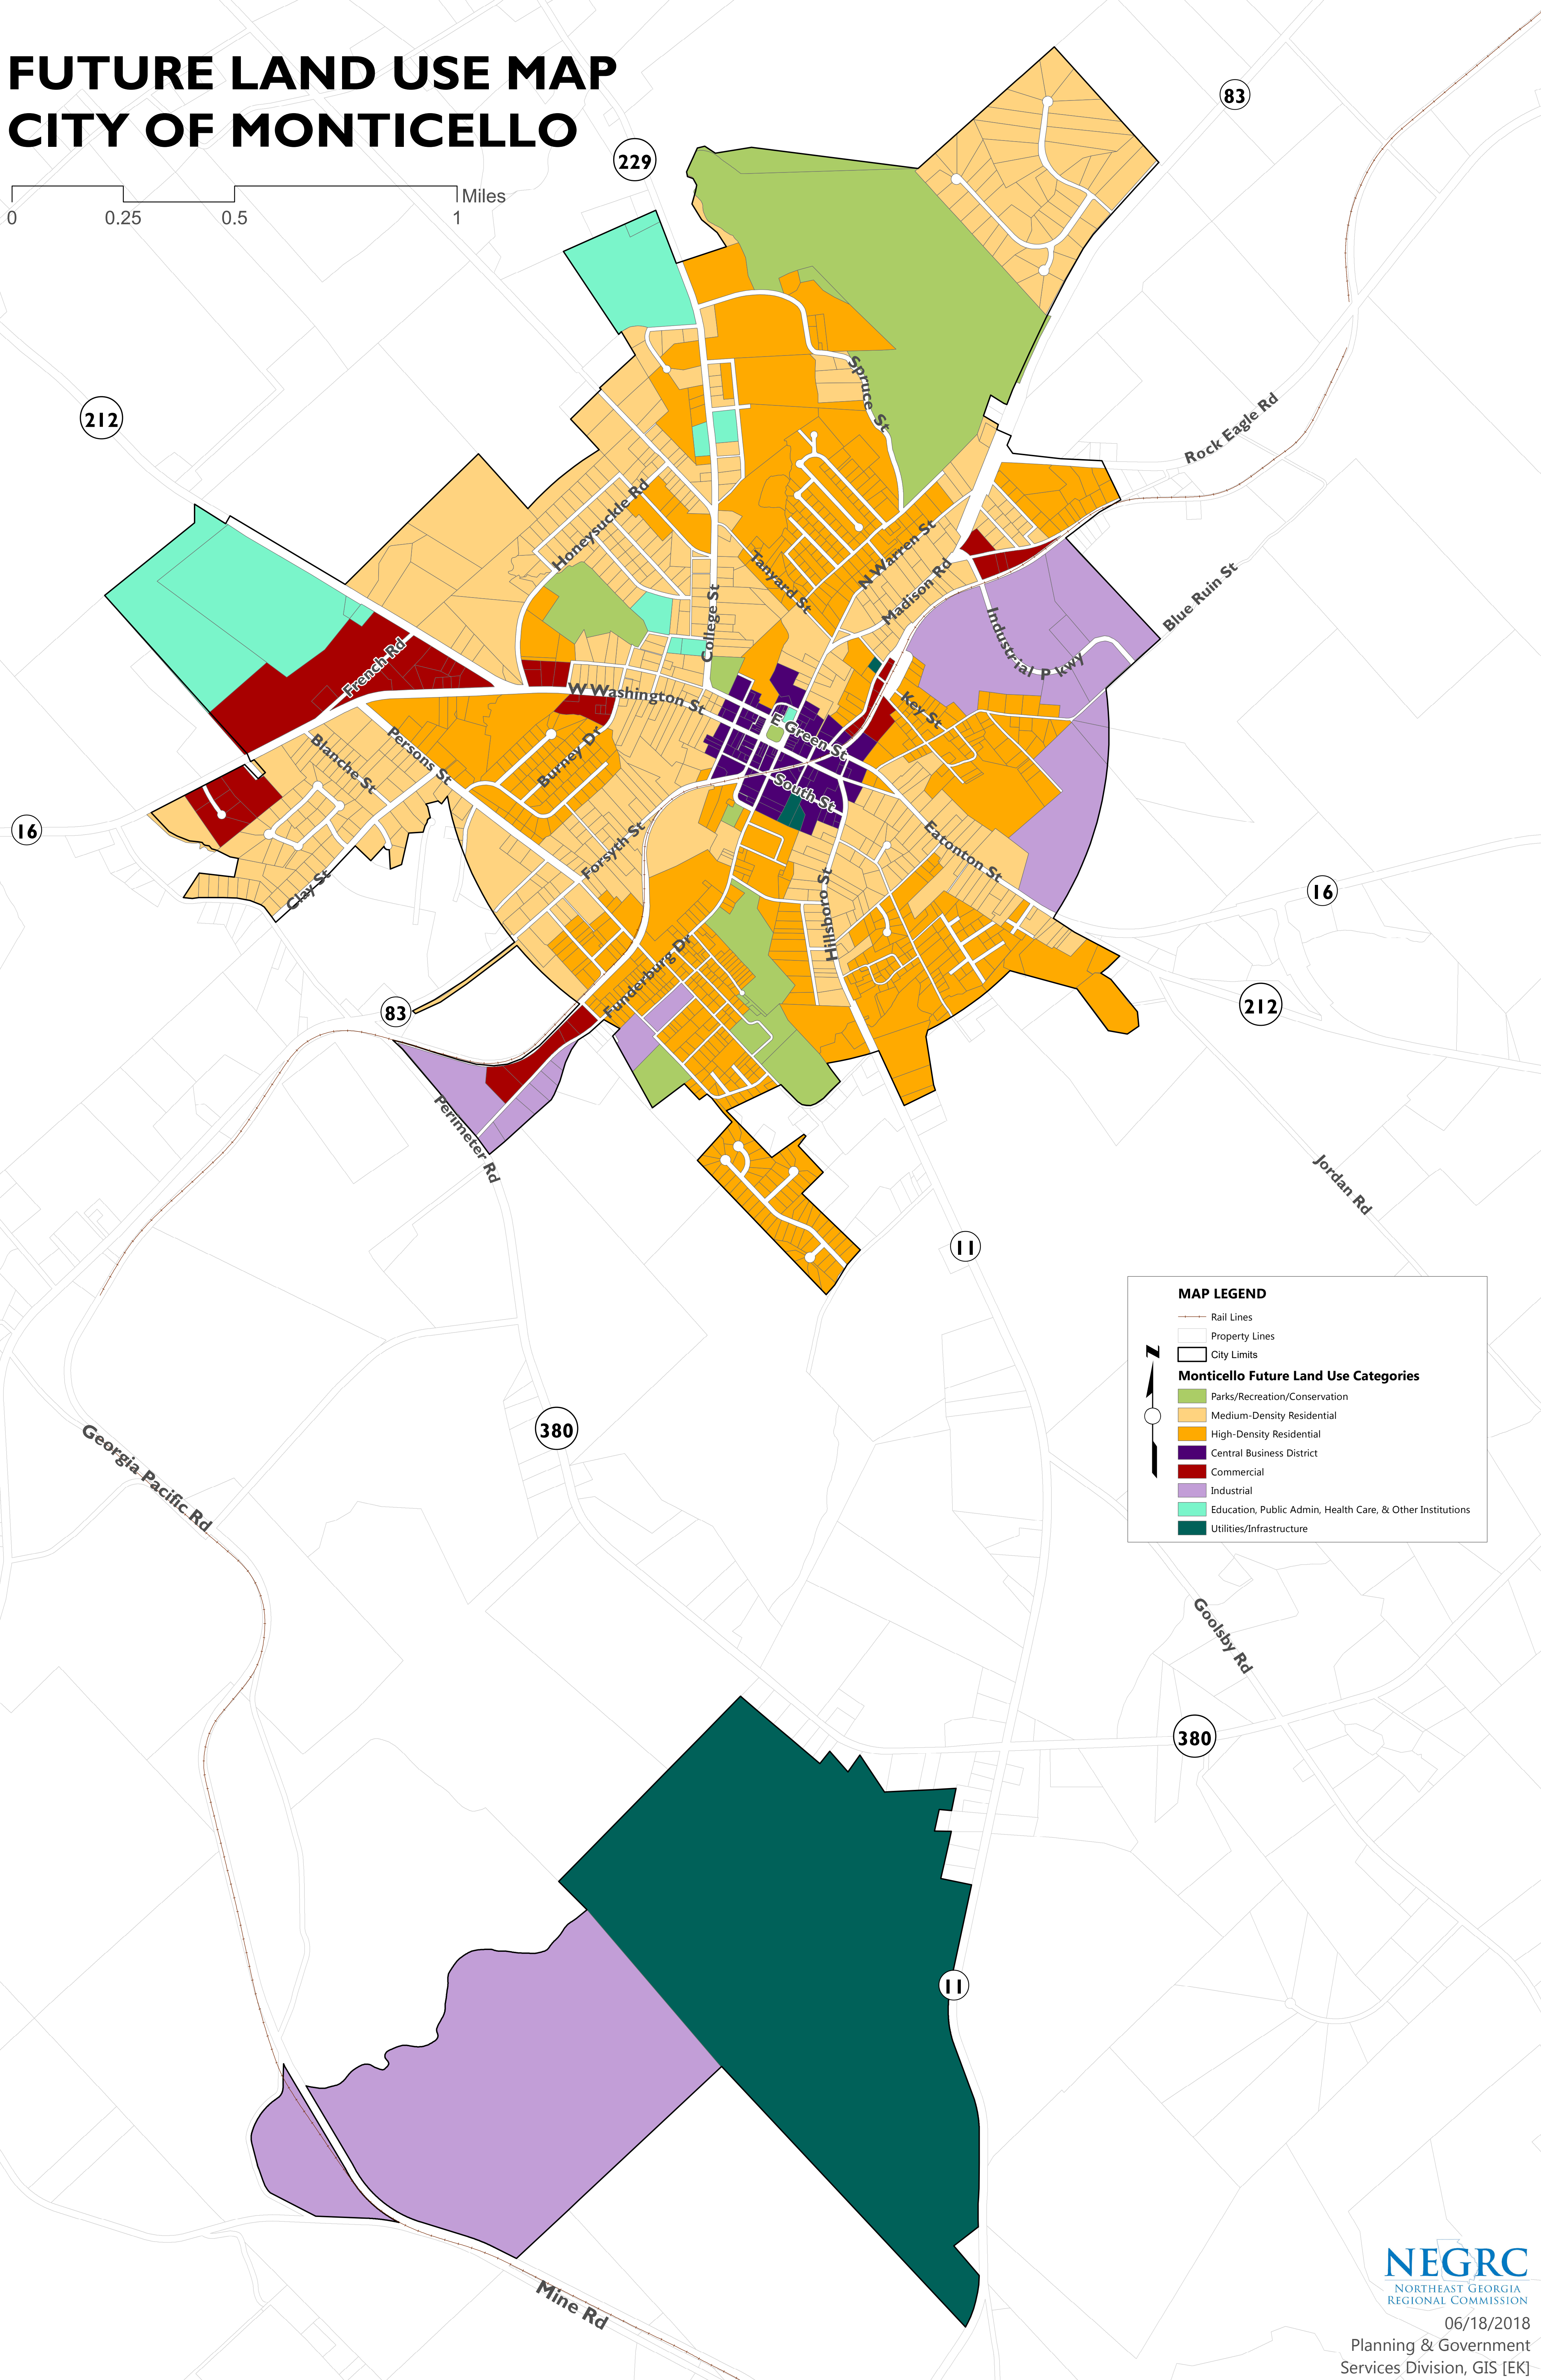 FUTURE LAND USE MAP
CITY OF MONTICELLO
Miles
0 0.25 0.5 1
83
229
212
Rock Eagle Rd
Spruce St
Honeysuckle Rd
N Warren St
Tanyard St
Madison Rd
Blue Ruin St
College St
Industrial Pkwy
French Rd
W Washington St
Key St
E Green St
Persons St
Blanche St
Burney Dr
South St
16
Forsyth St
Eatonton St
Clay St
Hillsboro St
16
Funderburg Dr
83
212
Perimeter Rd
Jordan Rd
11
MAP LEGEND
Rail Lines
Property Lines
City Limits
N
Monticello Future Land Use Categories
Parks/Recreation/Conservation
Medium-Density Residential
High-Density Residential
Central Business District
Commercial
Industrial
Education, Public Admin, Health Care, & Other Institutions
Utilities/Infrastructure
380
Georgia Pacific Rd
Goolsby Rd
380
11
Mine Rd
NEGRC
NORTHEAST GEORGIA
REGIONAL COMMISSION
06/18/2018
Planning & Government
Services Division, GIS [EK]